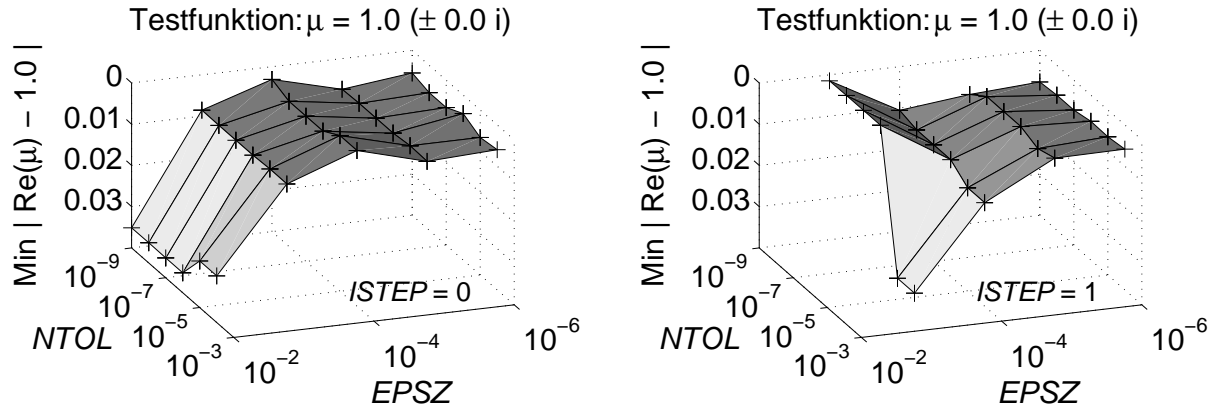 Testfunktion: μ = 1.0 (± 0.0 i)
Min | Re(μ) − 1.0 |
0
0.01
0.02
0.03
10⁻⁹
10⁻⁷
10⁻⁵
10⁻³
NTOL
10⁻²
10⁻⁴
10⁻⁶
EPSZ
ISTEP = 0
Testfunktion: μ = 1.0 (± 0.0 i)
Min | Re(μ) − 1.0 |
0
0.01
0.02
0.03
10⁻⁹
10⁻⁷
10⁻⁵
10⁻³
NTOL
10⁻²
10⁻⁴
10⁻⁶
EPSZ
ISTEP = 1